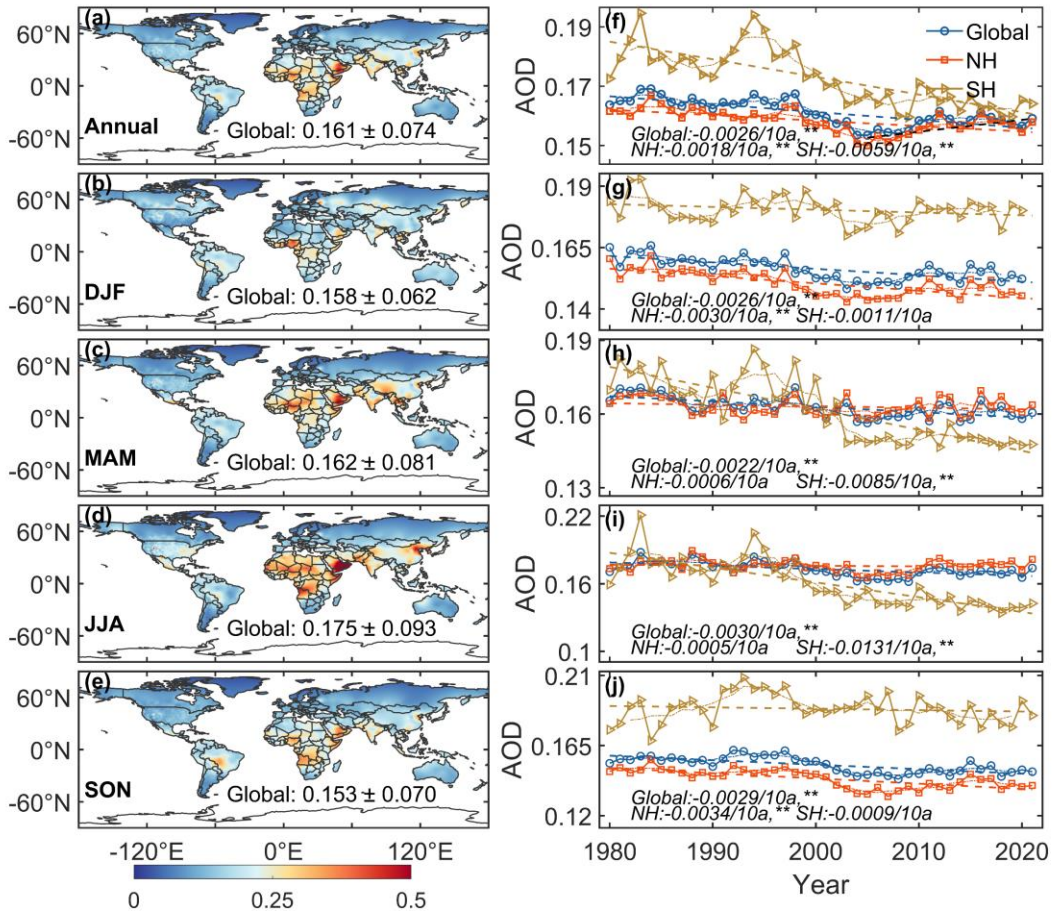 (a)
60°N
0°N
-60°N
Annual
Global: 0.161 ± 0.074
(b)
60°N
0°N
-60°N
DJF
Global: 0.158 ± 0.062
(c)
60°N
0°N
-60°N
MAM
Global: 0.162 ± 0.081
(d)
60°N
0°N
-60°N
JJA
Global: 0.175 ± 0.093
(e)
60°N
0°N
-60°N
SON
Global: 0.153 ± 0.070
-120°E 0°E 120°E
0 0.25 0.5
(f)
Global
NH
SH
AOD
0.19
0.17
0.15
Global:-0.0026/10a,**
NH:-0.0018/10a,** SH:-0.0059/10a,**
(g)
AOD
0.19
0.165
0.14
Global:-0.0026/10a,**
NH:-0.0030/10a,** SH:-0.0011/10a
(h)
AOD
0.19
0.16
0.13
Global:-0.0022/10a,**
NH:-0.0006/10a SH:-0.0085/10a,**
(i)
AOD
0.22
0.16
0.1
Global:-0.0030/10a,**
NH:-0.0005/10a SH:-0.0131/10a,**
(j)
AOD
0.21
0.165
0.12
Global:-0.0029/10a,**
NH:-0.0034/10a,** SH:-0.0009/10a
1980 1990 2000 2010 2020
Year